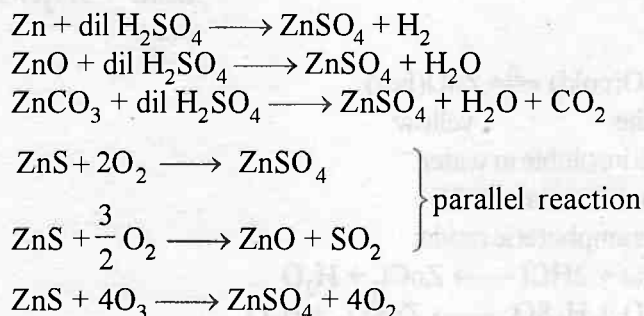 Zn + dil H₂SO₄ ⟶ ZnSO₄ + H₂
ZnO + dil H₂SO₄ ⟶ ZnSO₄ + H₂O
ZnCO₃ + dil H₂SO₄ ⟶ ZnSO₄ + H₂O + CO₂
ZnS + 2O₂ ⟶ ZnSO₄
parallel reaction
ZnS + 3/2 O₂ ⟶ ZnO + SO₂
ZnS + 4O₃ ⟶ ZnSO₄ + 4O₂